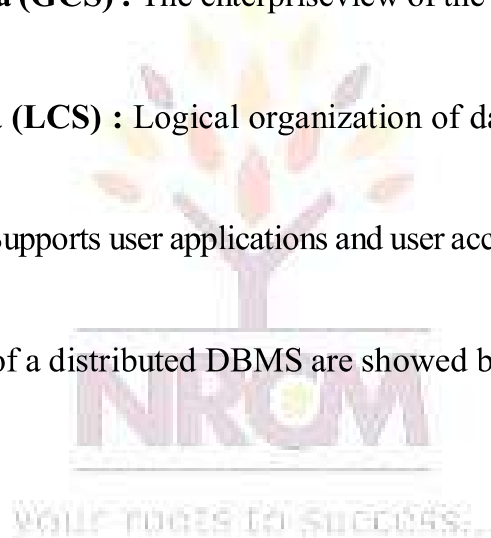 a (GCS) : The enterpriseview of the
(LCS) : Logical organization of da
upports user applications and user acc
of a distributed DBMS are showed b
NRCM
your roots to success...